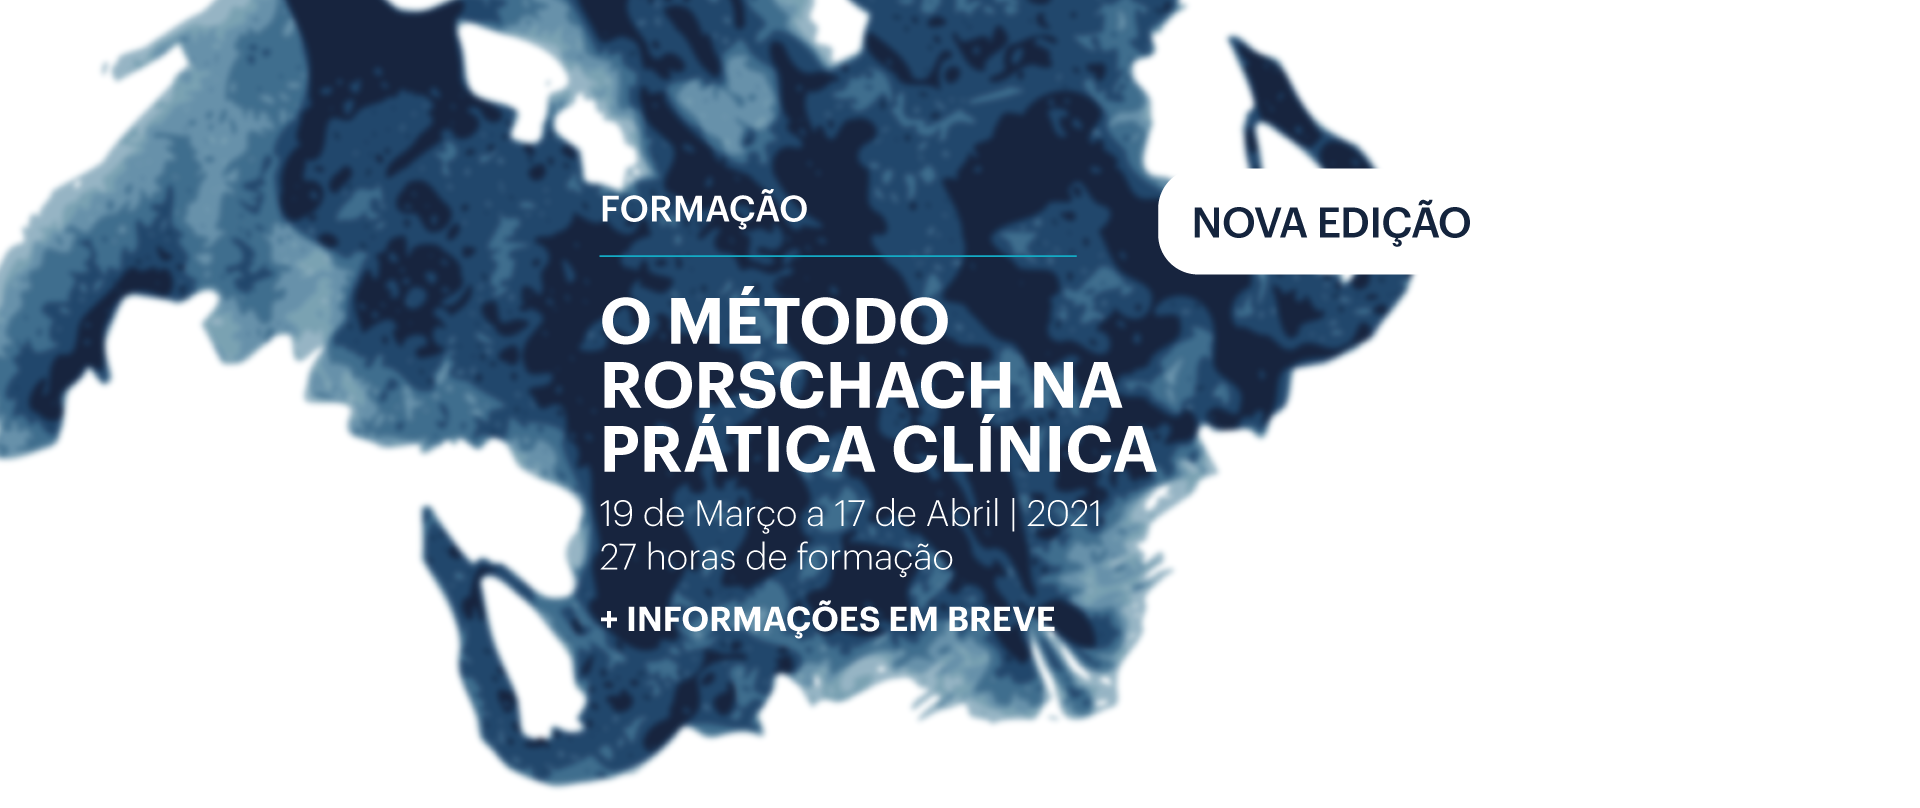 FORMAÇÃO
NOVA EDIÇÃO
O MÉTODO
RORSCHACH NA
PRÁTICA CLÍNICA
19 de Março a 17 de Abril | 2021
27 horas de formação
+ INFORMAÇÕES EM BREVE